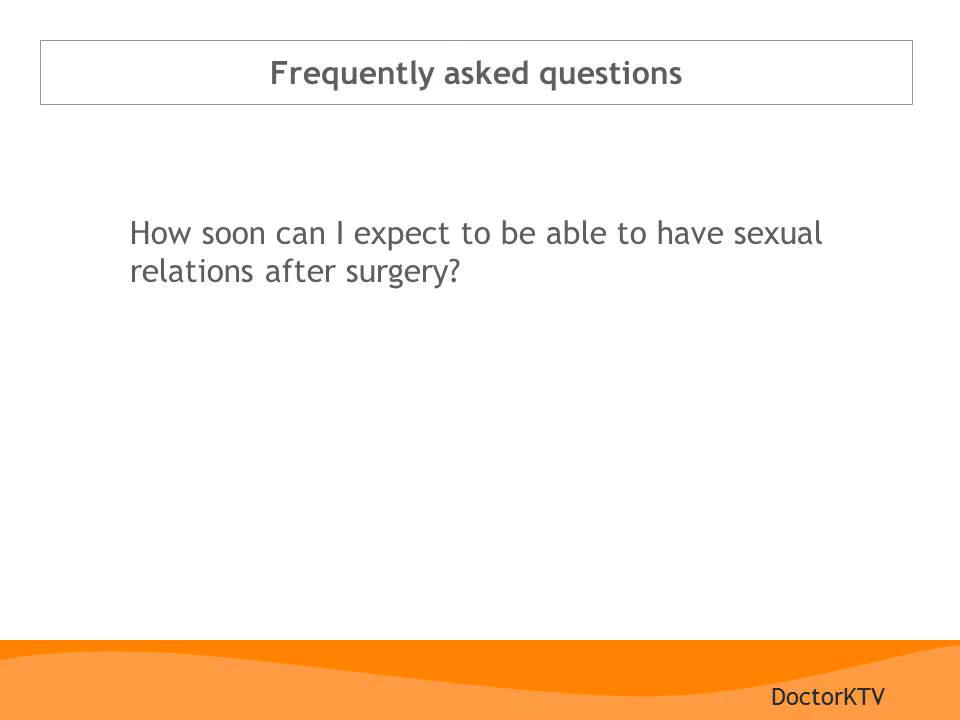 Frequently asked questions
How soon can I expect to be able to have sexual
relations after surgery?
DoctorKTV